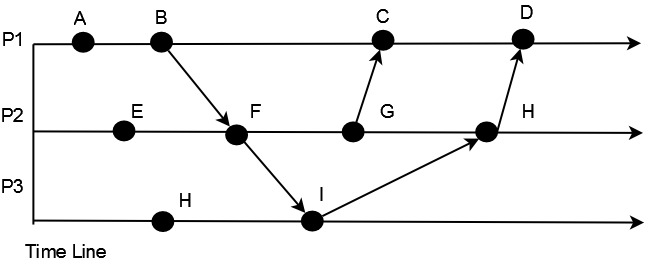 A B C D
P1
P2 E F G H
P3 H I
Time Line